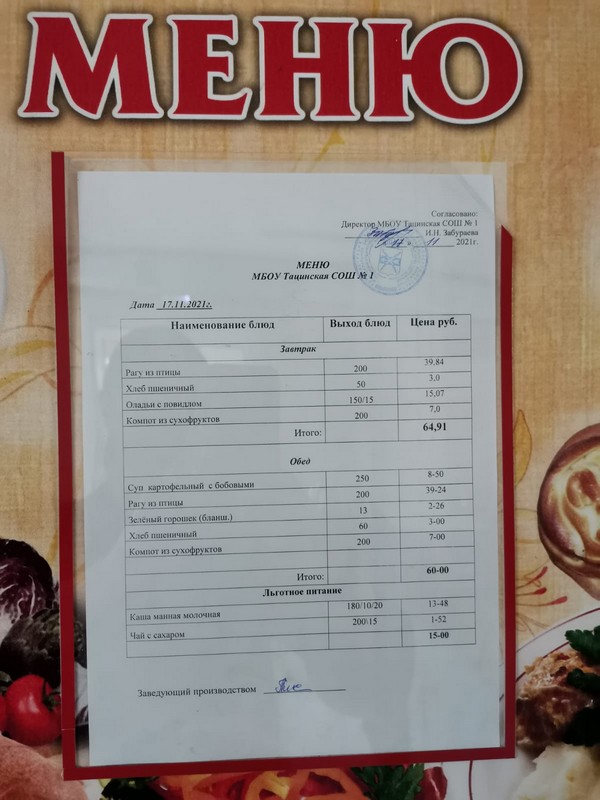 МЕНЮ
Согласовано:
Директор МБОУ Тацинская СОШ № 1
И.Н. Забураева
17 11 2021г.
МЕНЮ
МБОУ Тацинская СОШ № 1
Дата 17.11.2021г.
Наименование блюд Выход блюд Цена руб.
Завтрак
Рагу из птицы 200 39,84
Хлеб пшеничный 50 3,0
Оладьи с повидлом 150/15 15,07
Компот из сухофруктов 200 7,0
Итого: 64,91
Обед
Суп картофельный с бобовыми 250 8-50
Рагу из птицы 200 39-24
Зелёный горошек (бланш.) 13 2-26
Хлеб пшеничный 60 3-00
Компот из сухофруктов 200 7-00
Итого: 60-00
Льготное питание
Каша манная молочная 180/10/20 13-48
Чай с сахаром 200\15 1-52
15-00
Заведующий производством